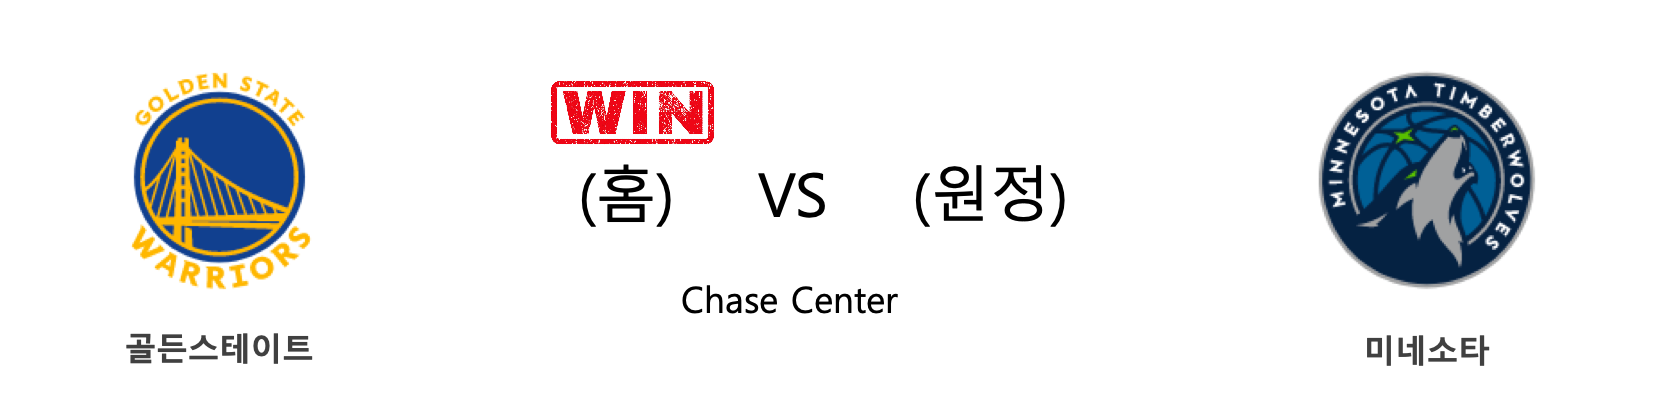 GOLDEN STATE
WARRIORS
골든스테이트
WIN
(홈) VS (원정)
Chase Center
MINNESOTA TIMBERWOLVES
미네소타